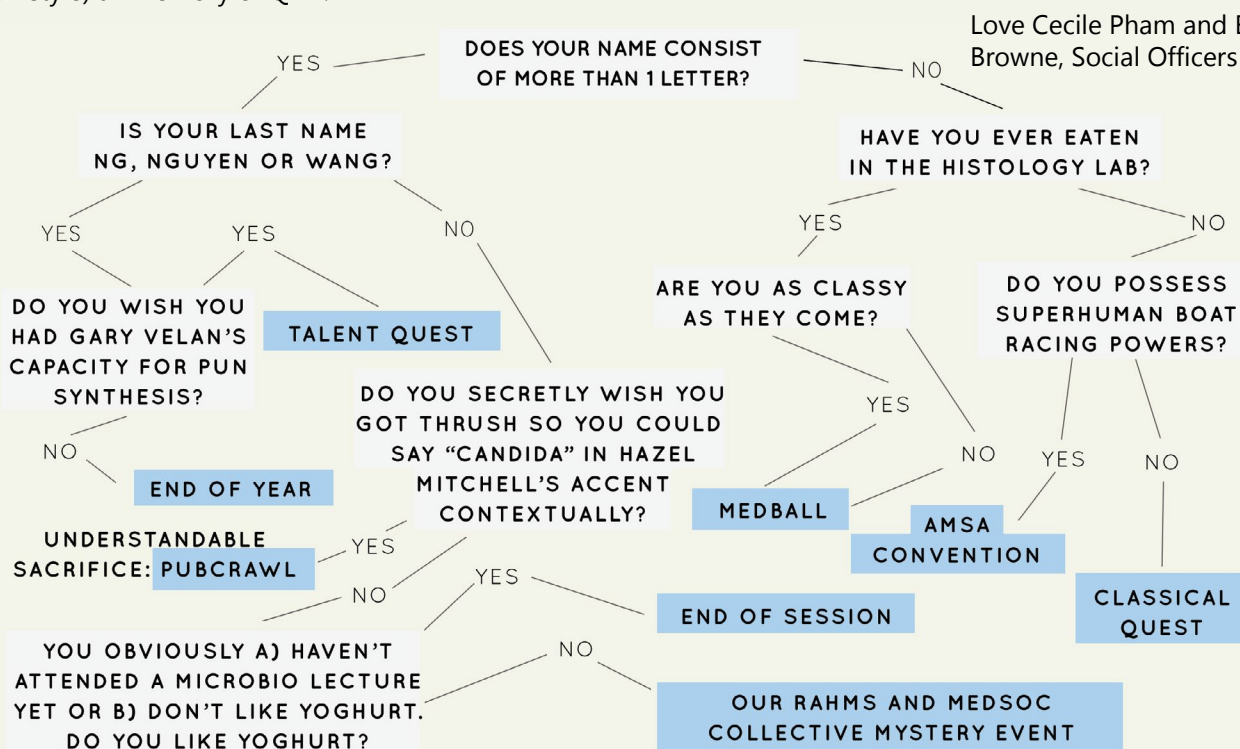 Love Cecile Pham and
Browne, Social Officers
DOES YOUR NAME CONSIST
OF MORE THAN 1 LETTER?
YES
NO
IS YOUR LAST NAME
NG, NGUYEN OR WANG?
HAVE YOU EVER EATEN
IN THE HISTOLOGY LAB?
YES
YES
NO
YES
NO
DO YOU WISH YOU
HAD GARY VELAN'S
CAPACITY FOR PUN
SYNTHESIS?
TALENT QUEST
ARE YOU AS CLASSY
AS THEY COME?
DO YOU POSSESS
SUPERHUMAN BOAT
RACING POWERS?
NO
END OF YEAR
DO YOU SECRETLY WISH YOU
GOT THRUSH SO YOU COULD
SAY “CANDIDA” IN HAZEL
MITCHELL'S ACCENT
CONTEXTUALLY?
YES
NO
YES
NO
MEDBALL
AMSA
CONVENTION
CLASSICAL
QUEST
UNDERSTANDABLE
SACRIFICE: PUBCRAWL
YES
NO
YES
END OF SESSION
YOU OBVIOUSLY A) HAVEN'T
ATTENDED A MICROBIO LECTURE
YET OR B) DON'T LIKE YOGHURT.
DO YOU LIKE YOGHURT?
NO
OUR RAHMS AND MEDSOC
COLLECTIVE MYSTERY EVENT